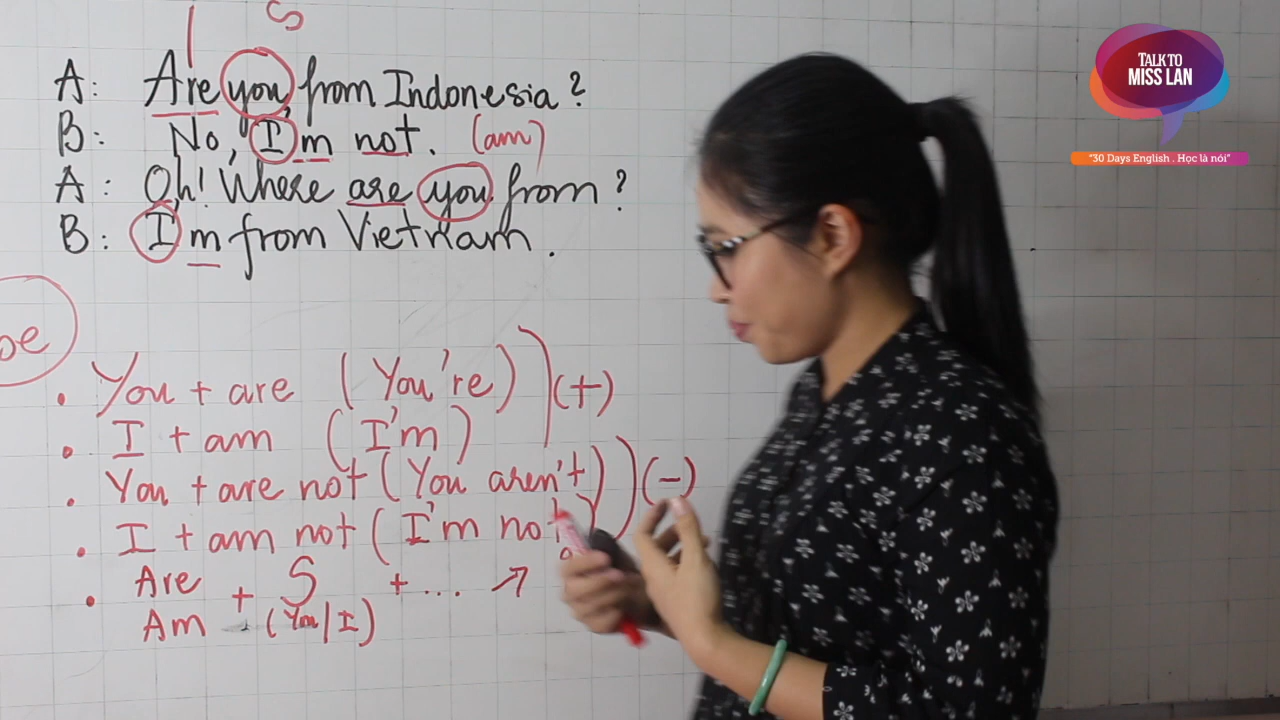 S
A: Are you from Indonesia?
B: No, I'm not. (am)
A: Oh! Where are you from?
B: I'm from Vietnam.
be
. You + are (You're) (+)
. I + am (I'm)
. You + are not (You aren't) (-)
. I + am not (I'm not)
. Are + S + ... ↗
Am (You/I)
TALK TO
MISS LAN
"30 Days English . Học là nói"